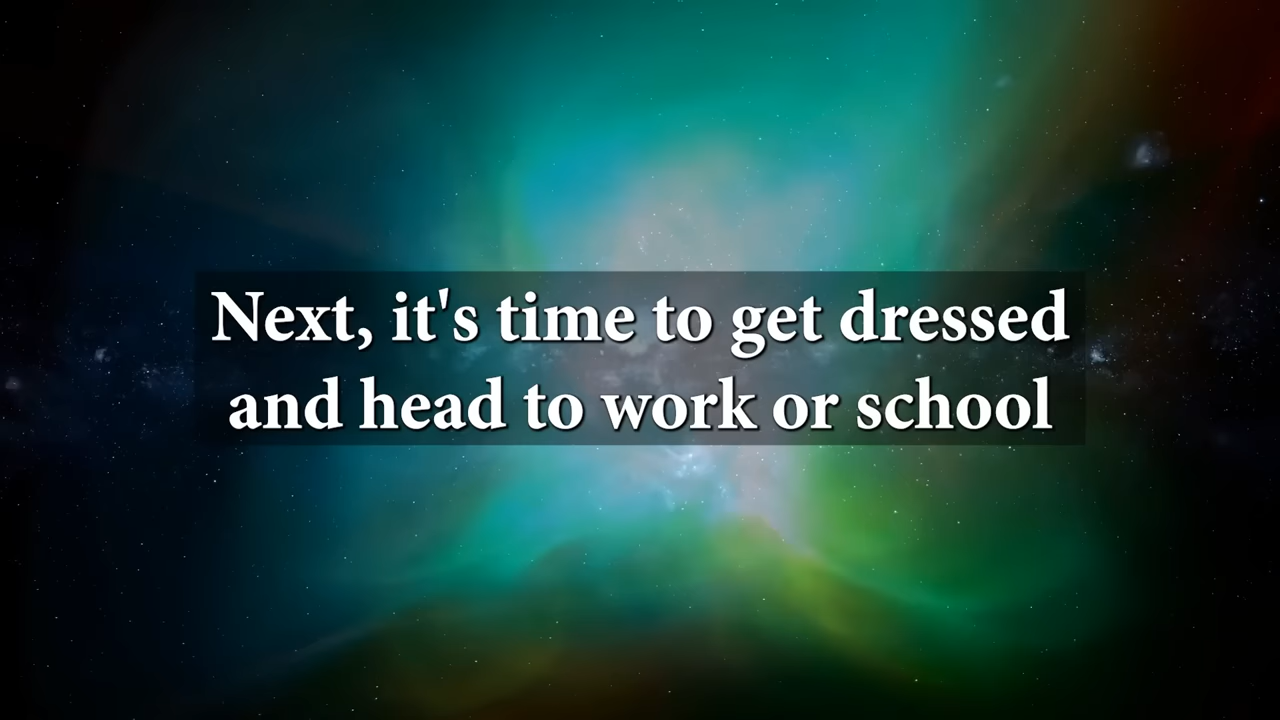 Next, it's time to get dressed
and head to work or school